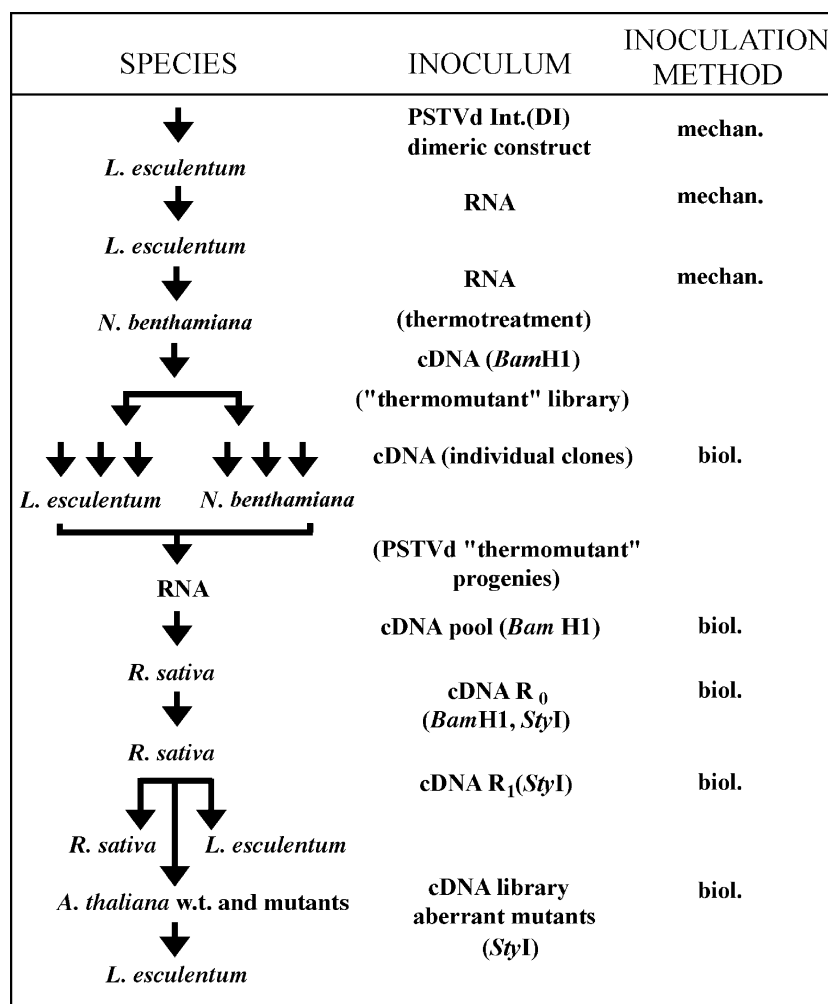 SPECIES INOCULUM INOCULATION
METHOD
PSTVd Int.(DI)
dimeric construct mechan.
L. esculentum
RNA mechan.
L. esculentum
RNA mechan.
N. benthamiana (thermotreatment)
cDNA (BamH1)
("thermomutant" library)
cDNA (individual clones) biol.
L. esculentum N. benthamiana
(PSTVd "thermomutant"
progenies)
RNA
cDNA pool (Bam H1) biol.
R. sativa
cDNA R 0 biol.
(BamH1, StyI)
R. sativa
cDNA R1(StyI) biol.
R. sativa L. esculentum
A. thaliana w.t. and mutants cDNA library biol.
aberrant mutants
(StyI)
L. esculentum